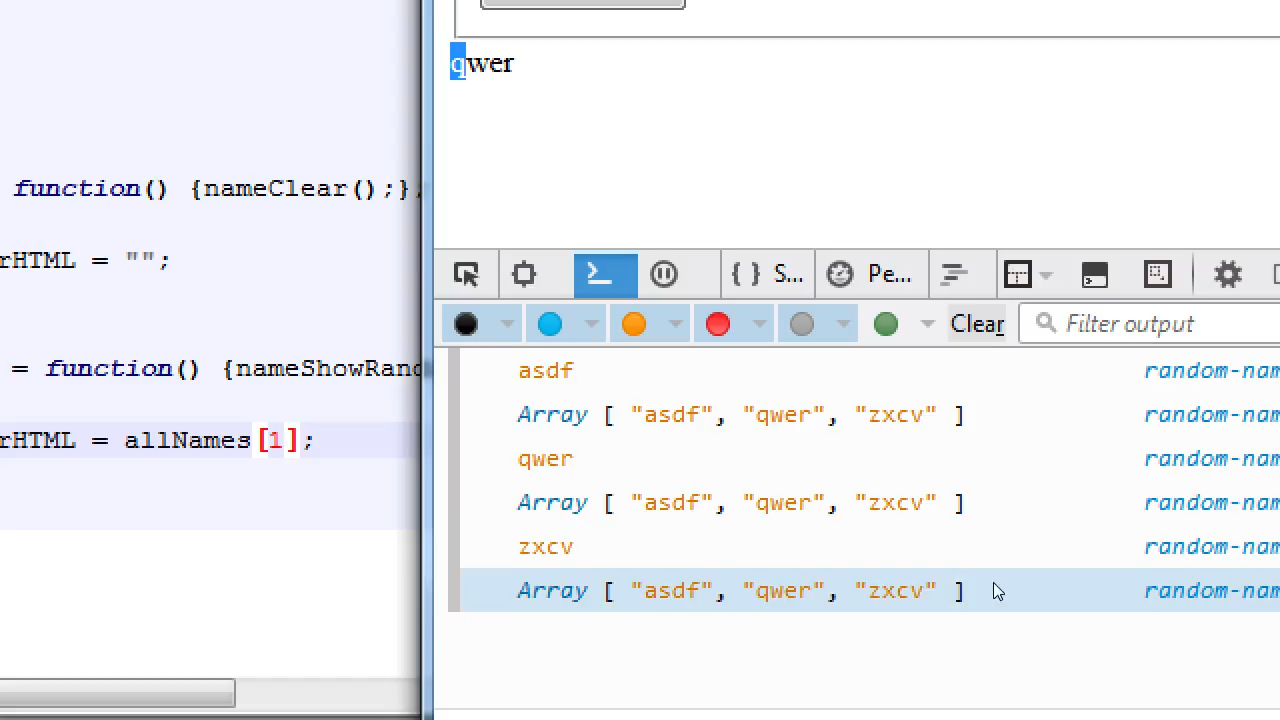 function() {nameClear();},
rHTML = "";
= function() {nameShowRand
rHTML = allNames[1];
qwer
{ } S... Pe...
Clear Filter output
asdf random-nam
Array [ "asdf", "qwer", "zxcv" ] random-nam
qwer random-nam
Array [ "asdf", "qwer", "zxcv" ] random-nam
zxcv random-nam
Array [ "asdf", "qwer", "zxcv" ] random-nam